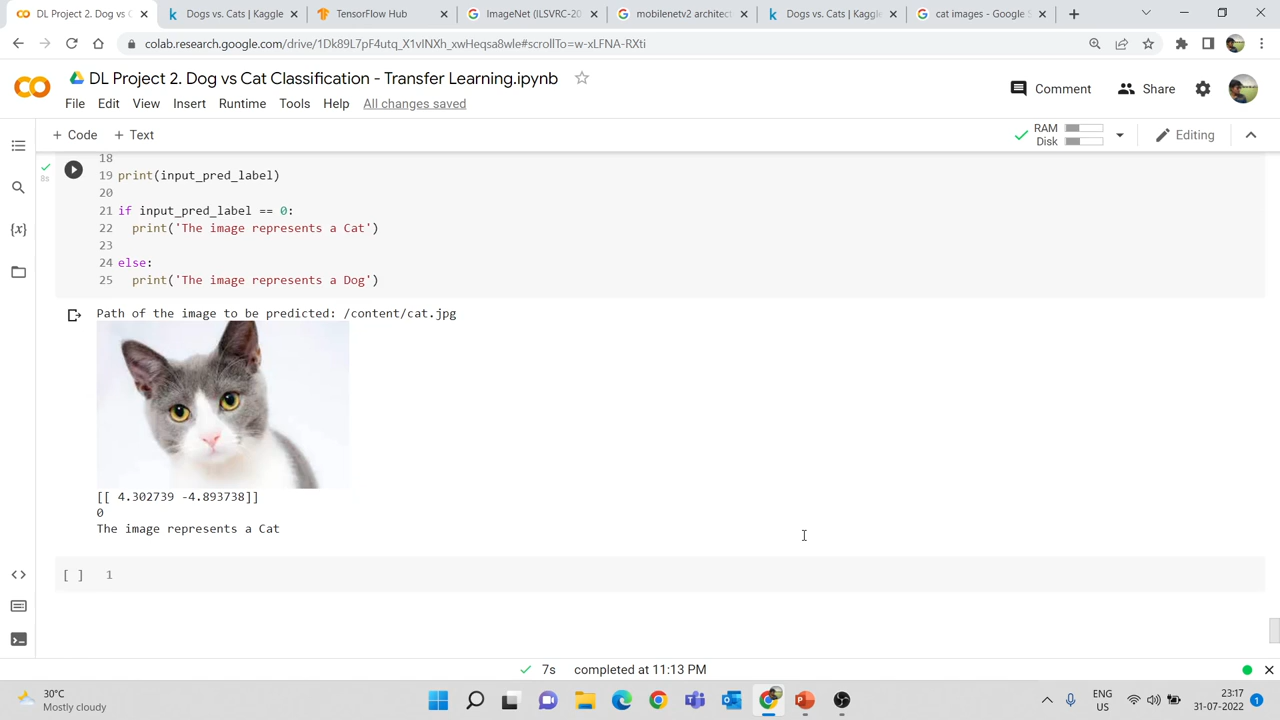 DL Project 2. Dog vs C
Dogs vs. Cats | Kaggle
TensorFlow Hub
ImageNet (ILSVRC-20
mobilenetv2 architect
Dogs vs. Cats | Kaggle
cat images - Google S
colab.research.google.com/drive/1Dk89L7pF4utq_X1vINXh_xwHeqsa8wle#scrollTo=w-xLFNA-RXti
DL Project 2. Dog vs Cat Classification - Transfer Learning.ipynb
Comment
Share
File Edit View Insert Runtime Tools Help All changes saved
+ Code + Text
RAM
Disk
Editing
18
8s
19 print(input_pred_label)
20
21 if input_pred_label == 0:
22 print('The image represents a Cat')
23
24 else:
25 print('The image represents a Dog')
Path of the image to be predicted: /content/cat.jpg
[[ 4.302739 -4.893738]]
0
The image represents a Cat
[ ] 1
7s completed at 11:13 PM
30°C
Mostly cloudy
ENG
US
23:17
31-07-2022
1